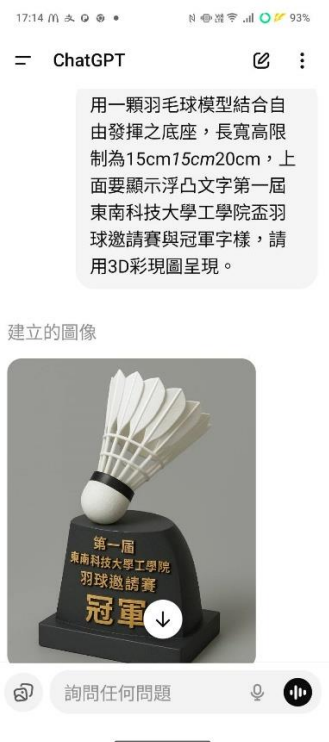 17:14
93%
ChatGPT
用一顆羽毛球模型結合自
由發揮之底座，長寬高限
制為15cm15cm20cm，上
面要顯示浮凸文字第一屆
東南科技大學工學院盃羽
球邀請賽與冠軍字樣，請
用3D彩現圖呈現。
建立的圖像
第一屆
東南科技大學工學院
羽球邀請賽
冠軍
詢問任何問題